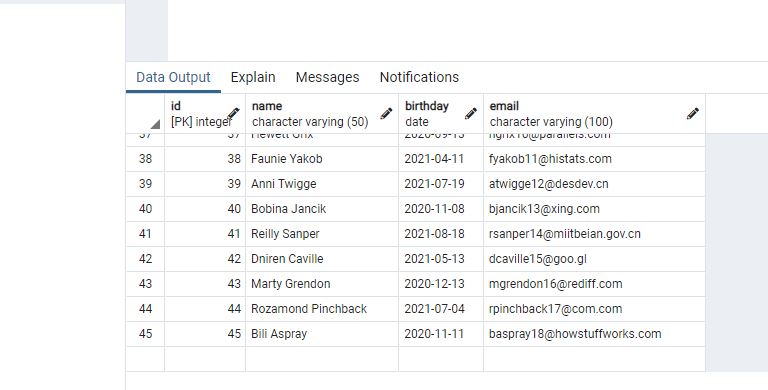 Data Output Explain Messages Notifications
id name birthday email
[PK] integer character varying (50) date character varying (100)
37 37 Hewett Grix 2020-09-13
38 38 Faunie Yakob 2021-04-11 fyakob11@histats.com
39 39 Anni Twigge 2021-07-19 atwigge12@desdev.cn
40 40 Bobina Jancik 2020-11-08 bjancik13@xing.com
41 41 Reilly Sanper 2021-08-18 rsanper14@miitbeian.gov.cn
42 42 Dniren Caville 2021-05-13 dcaville15@goo.gl
43 43 Marty Grendon 2020-12-13 mgrendon16@rediff.com
44 44 Rozamond Pinchback 2021-07-04 rpinchback17@com.com
45 45 Bili Aspray 2020-11-11 baspray18@howstuffworks.com